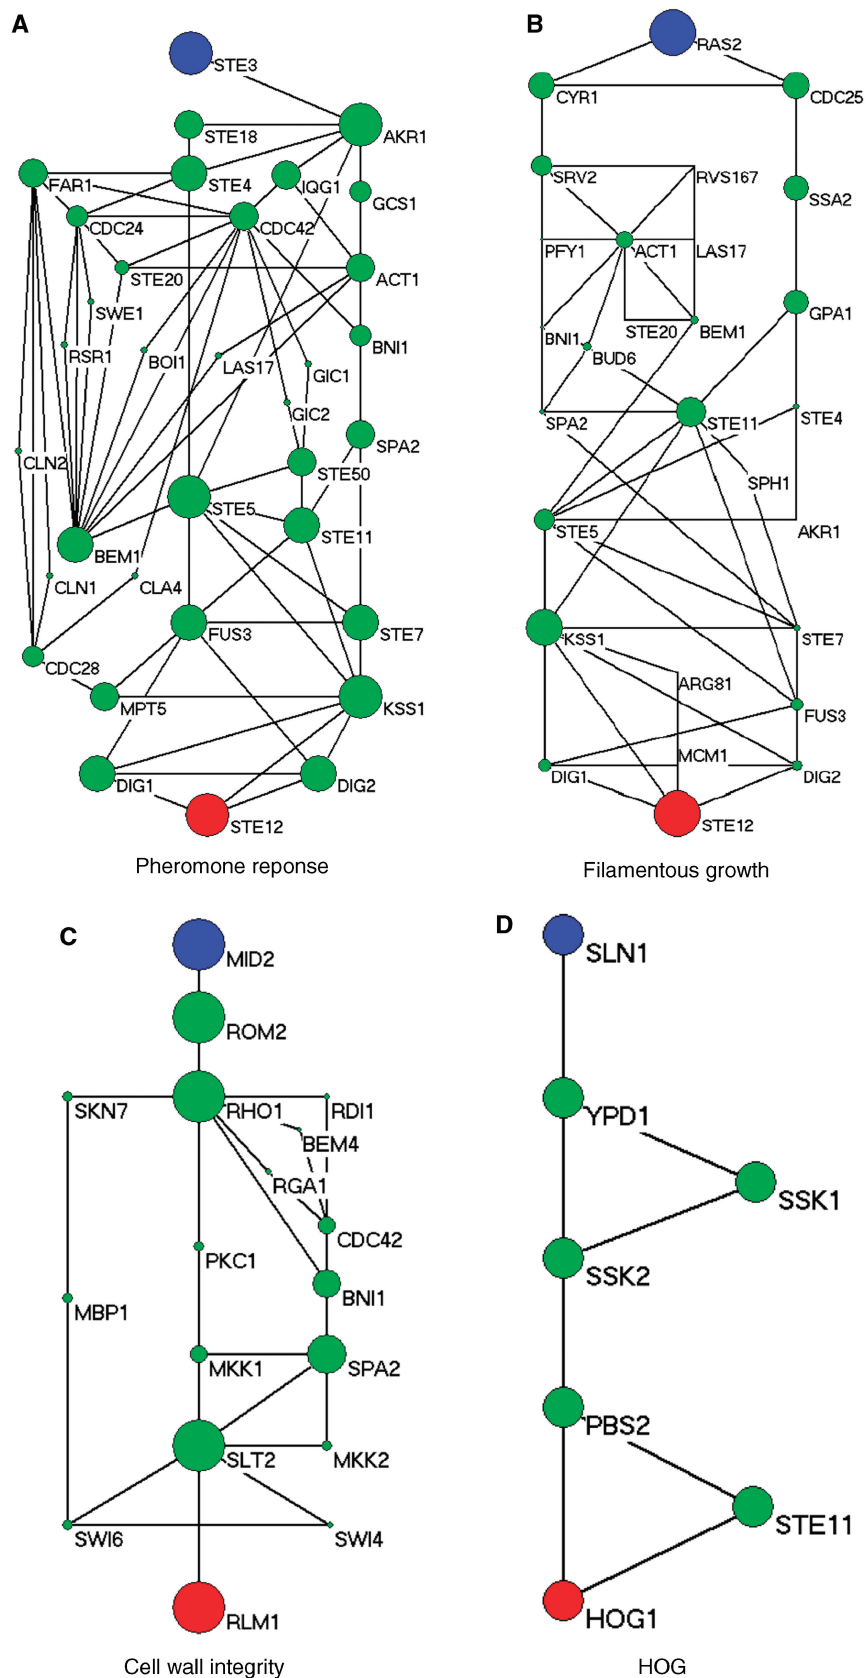 A
B
STE3
RAS2
CYR1
CDC25
STE18
AKR1
FAR1
STE4
IQG1
GCS1
SRV2
RVS167
SSA2
CDC24
CDC42
PFY1
ACT1
LAS17
STE20
ACT1
SWE1
GPA1
BNI1
STE20
BEM1
RSR1
BOI1
LAS17
BNI1
BUD6
GIC1
GIC2
SPA2
STE11
STE4
SPA2
CLN2
STE50
SPH1
STE5
STE11
STE5
AKR1
BEM1
CLN1
CLA4
FUS3
STE7
KSS1
STE7
CDC28
ARG81
MPT5
KSS1
FUS3
MCM1
DIG1
DIG2
DIG1
DIG2
STE12
STE12
Pheromone reponse
Filamentous growth
C
D
MID2
SLN1
ROM2
SKN7
RHO1
RDI1
YPD1
BEM4
RGA1
SSK1
CDC42
PKC1
SSK2
BNI1
MBP1
MKK1
SPA2
PBS2
SLT2
MKK2
STE11
SWI6
SWI4
RLM1
HOG1
Cell wall integrity
HOG